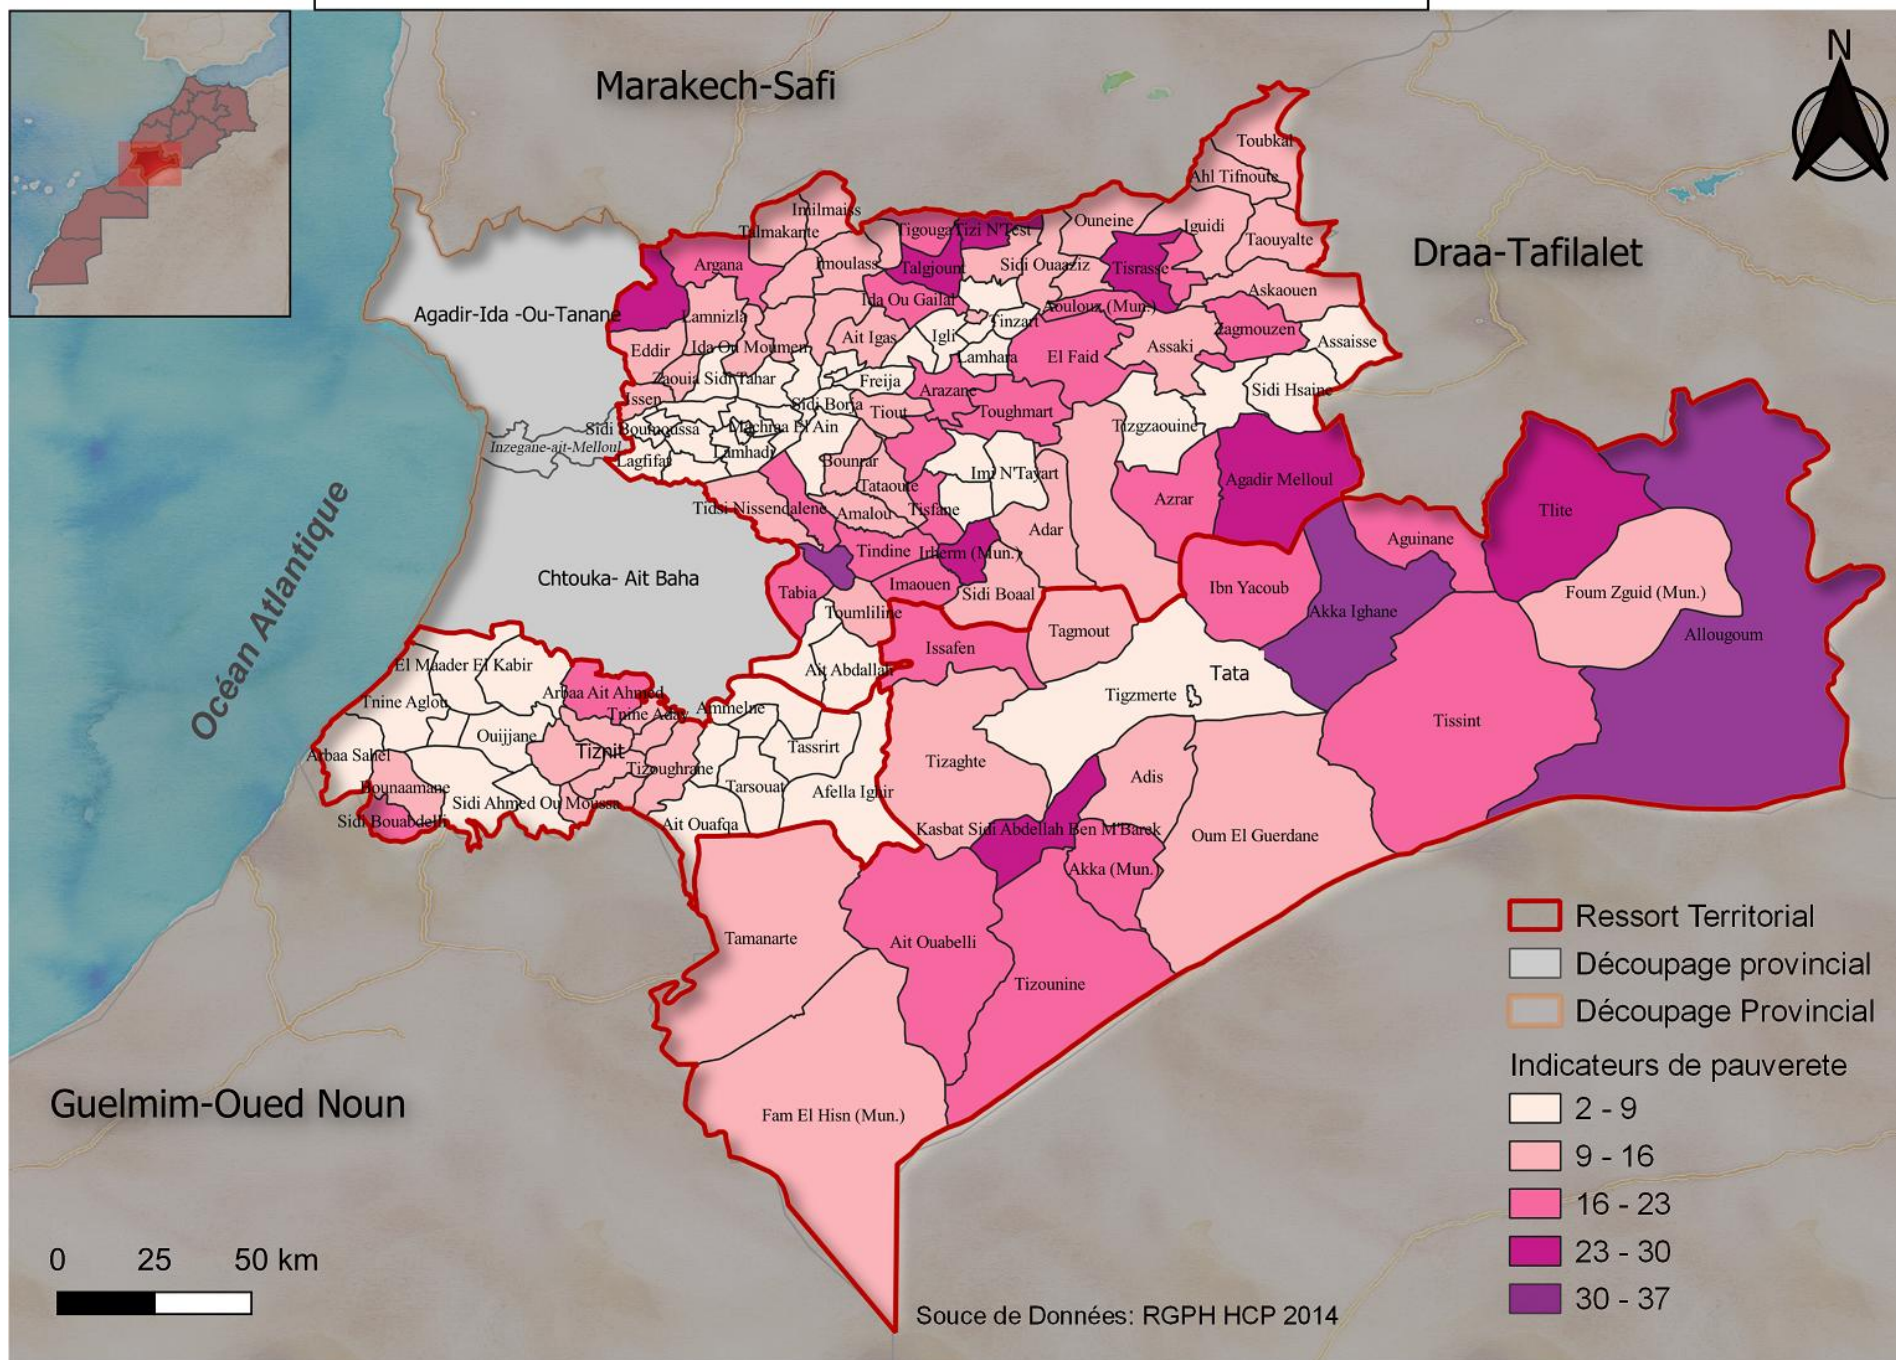 N
Marakech-Safi
Draa-Tafilalet
Toubkal
Ahl Tifnoute
Imilmaiss
Talmakante
Tigouga
Tizi N'Test
Ouneine
Iguidi
Taouyalte
Argana
Imoulass
Talgjount
Sidi Ouaaziz
Tisrasse
Askaouen
Agadir-Ida -Ou-Tanane
Lamnizla
Ida Ou Gailal
Aoulouz (Mun.)
Tinzart
Zagmouzen
Assaisse
Eddir
Ida Ou Moumen
Ait Igas
Igli
Lamhara
El Faid
Assaki
Zaouia Sidi Tahar
Freija
Arazane
Sidi Hsaine
Issen
Sidi Borja
Tiout
Toughmart
Inzegane-ait-Melloul
Sidi Boumoussa
Machraa El Ain
Tizgzaouine
Lagfifat
Lamhadi
Bounrar
Imi N'Tayart
Agadir Melloul
Tataoute
Azrar
Tidsi Nissendalene
Amalou
Tisfane
Adar
Tlite
Aguinane
Tindine
Irherm (Mun.)
Chtouka- Ait Baha
Tabia
Imaouen
Sidi Boaal
Ibn Yacoub
Akka Ighane
Foum Zguid (Mun.)
Allougoum
Toumliline
Issafen
Tagmout
Océan Atlantique
El Maader El Kabir
Ait Abdallah
Tata
Arbaa Ait Ahmed
Tigzmerte
Tnine Aglou
Tnine Aday
Ammelne
Tissint
Ouijjane
Tiznit
Tassrirt
Arbaa Sahel
Tizoughrane
Tizaghte
Adis
Bounaamane
Tarsouat
Afella Ighir
Sidi Ahmed Ou Moussa
Sidi Bouabdelli
Ait Ouafqa
Kasbat Sidi Abdellah Ben M'Barek
Oum El Guerdane
Akka (Mun.)
Tamanarte
Ait Ouabelli
Tizounine
Fam El Hisn (Mun.)
Guelmim-Oued Noun
Ressort Territorial
Découpage provincial
Découpage Provincial
Indicateurs de pauverete
2 - 9
9 - 16
16 - 23
23 - 30
30 - 37
0 25 50 km
Souce de Données: RGPH HCP 2014